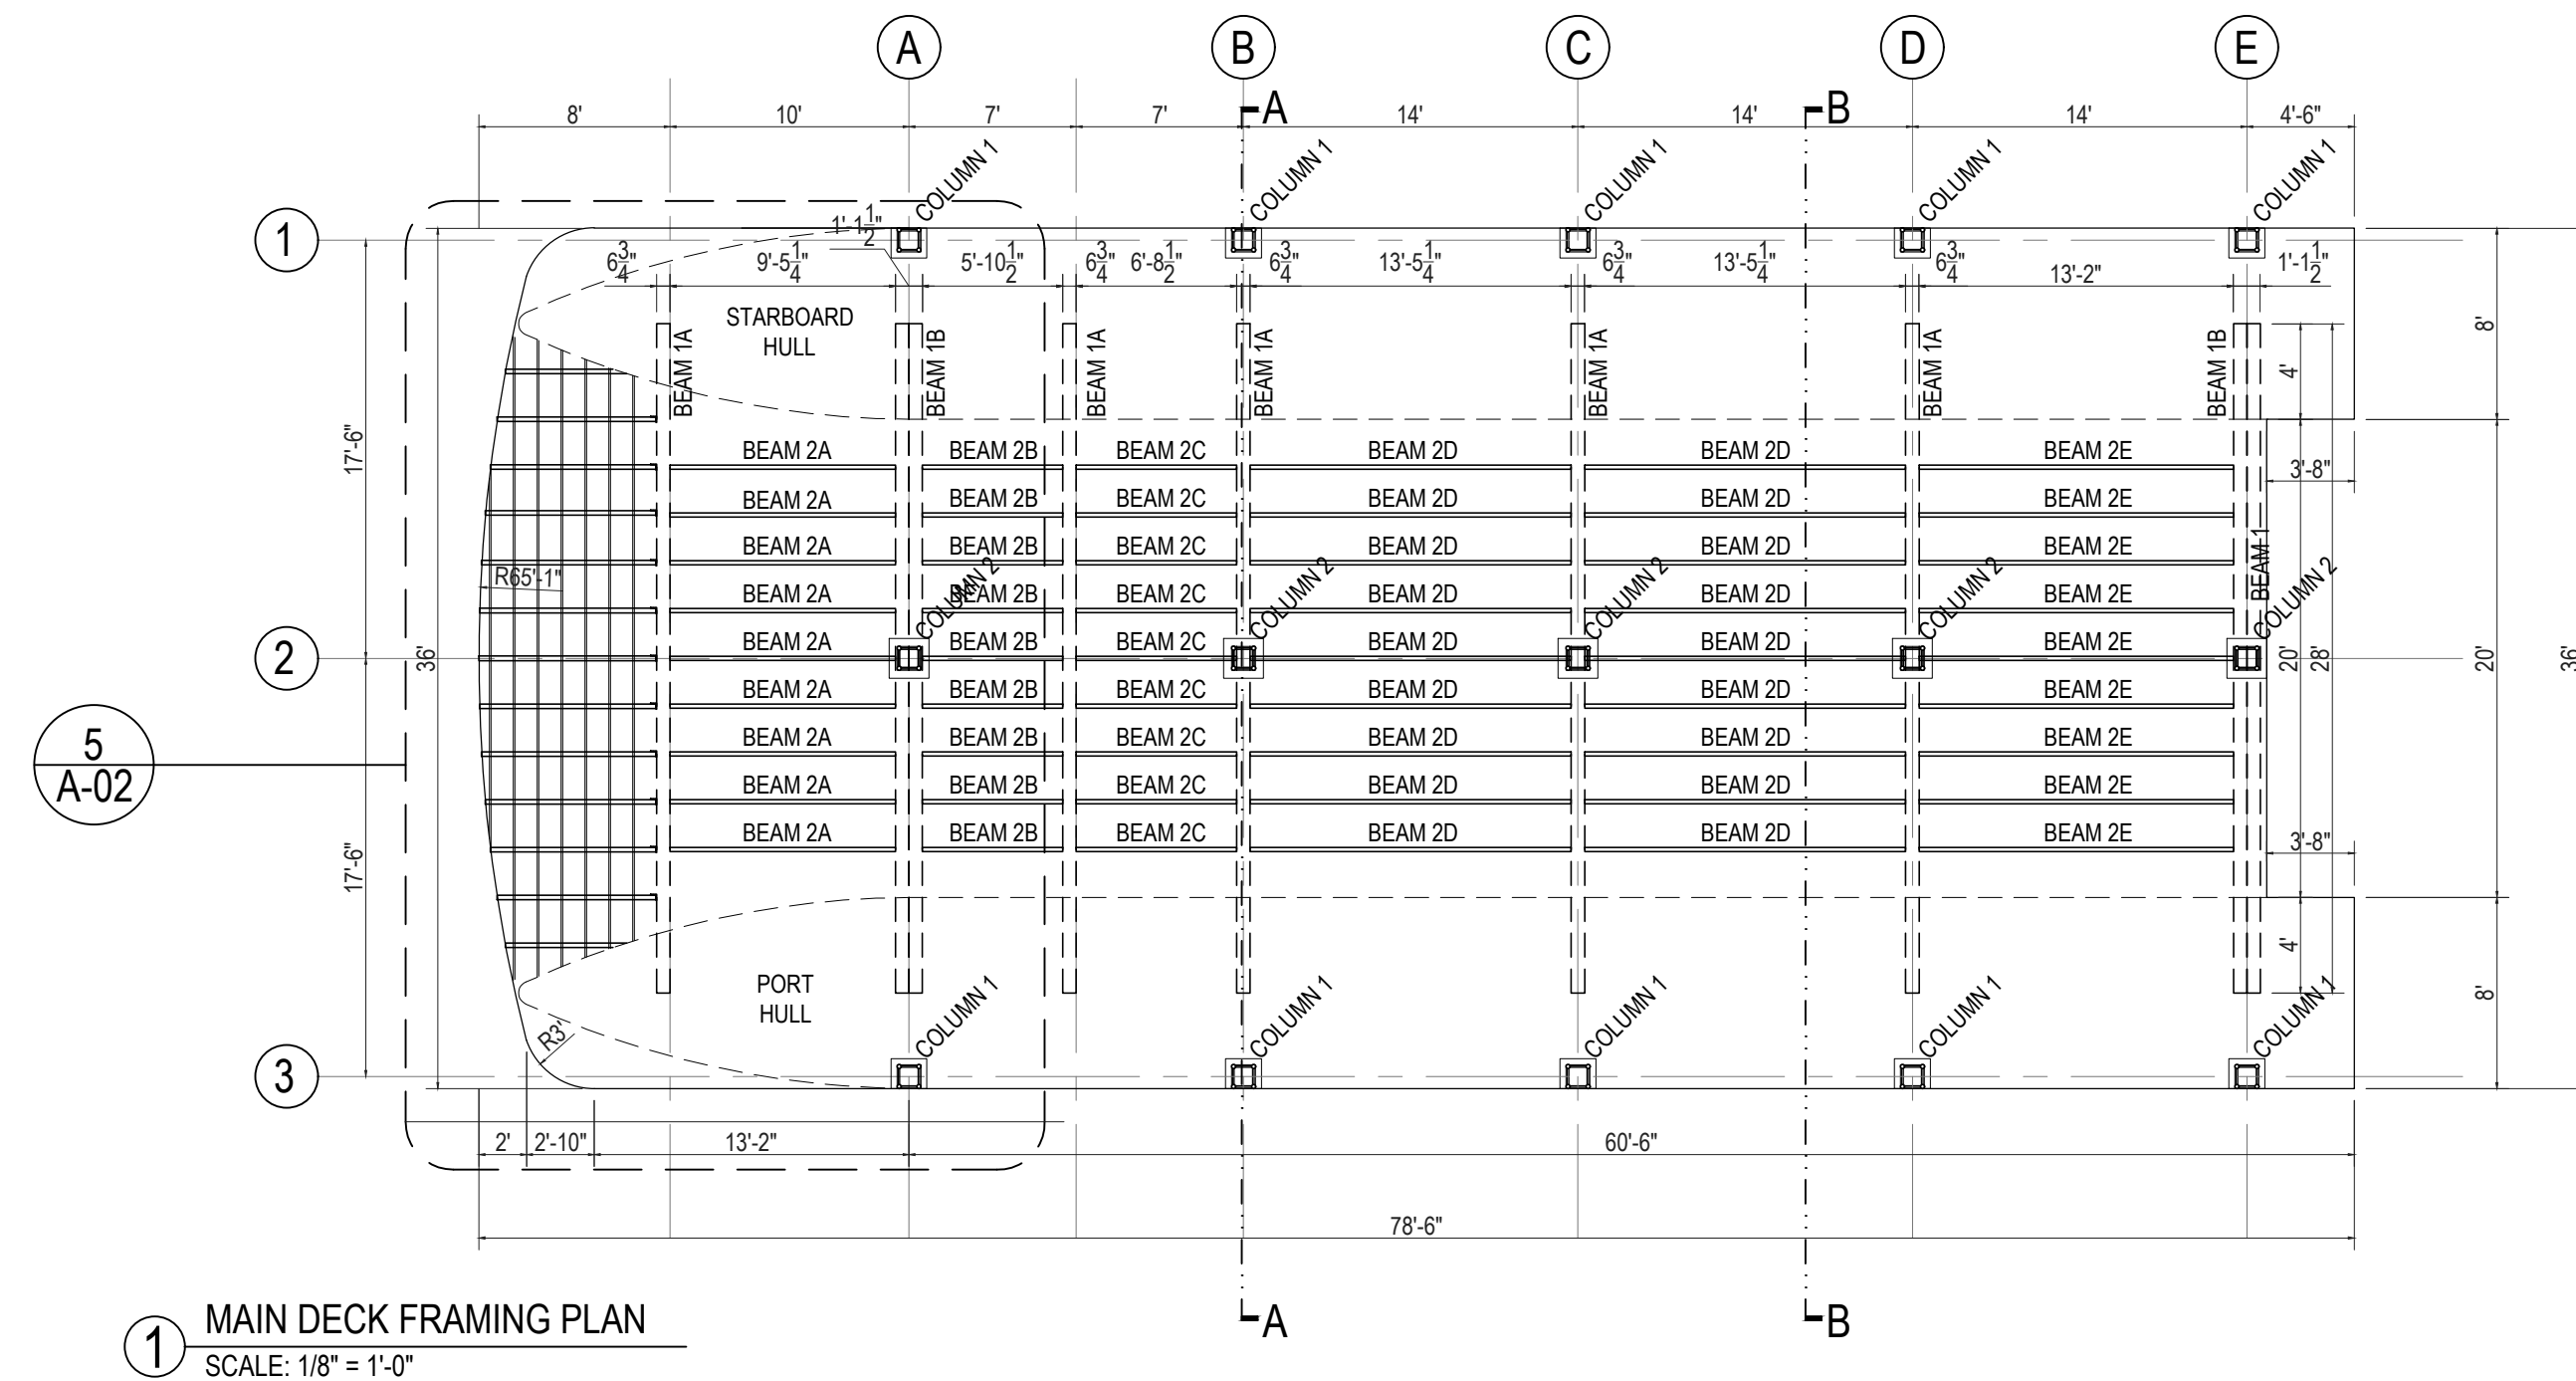 A B C D E
8' 10' 7' 7' 14' 14' 14' 4'-6"
A B
COLUMN 1 COLUMN 1 COLUMN 1 COLUMN 1 COLUMN 1
1
1'-1 1/2"
6 3/4" 9'-5 1/4" 5'-10 1/2" 6 3/4" 6'-8 1/2" 6 3/4" 13'-5 1/4" 6 3/4" 13'-5 1/4" 6 3/4" 13'-2" 1'-1 1/2"
STARBOARD
HULL
BEAM 1A BEAM 1B BEAM 1A BEAM 1A BEAM 1A BEAM 1A BEAM 1B
4' 8'
17'-6"
BEAM 2A BEAM 2B BEAM 2C BEAM 2D BEAM 2D BEAM 2E
3'-8"
BEAM 2A BEAM 2B BEAM 2C BEAM 2D BEAM 2D BEAM 2E
BEAM 2A BEAM 2B BEAM 2C BEAM 2D BEAM 2D BEAM 2E
BEAM 1
R65'-1"
BEAM 2A BEAM 2B BEAM 2C BEAM 2D BEAM 2D BEAM 2E
COLUMN 2 COLUMN 2 COLUMN 2 COLUMN 2 COLUMN 2
BEAM 2A BEAM 2B BEAM 2C BEAM 2D BEAM 2D BEAM 2E
2 36' 20' 28' 20' 36'
BEAM 2A BEAM 2B BEAM 2C BEAM 2D BEAM 2D BEAM 2E
BEAM 2A BEAM 2B BEAM 2C BEAM 2D BEAM 2D BEAM 2E
5
A-02
BEAM 2A BEAM 2B BEAM 2C BEAM 2D BEAM 2D BEAM 2E
BEAM 2A BEAM 2B BEAM 2C BEAM 2D BEAM 2D BEAM 2E
3'-8"
17'-6"
4' 8'
PORT
HULL
COLUMN 1 COLUMN 1 COLUMN 1 COLUMN 1 COLUMN 1
R3'
3
2' 2'-10" 13'-2" 60'-6"
78'-6"
A B
1 MAIN DECK FRAMING PLAN
SCALE: 1/8" = 1'-0"